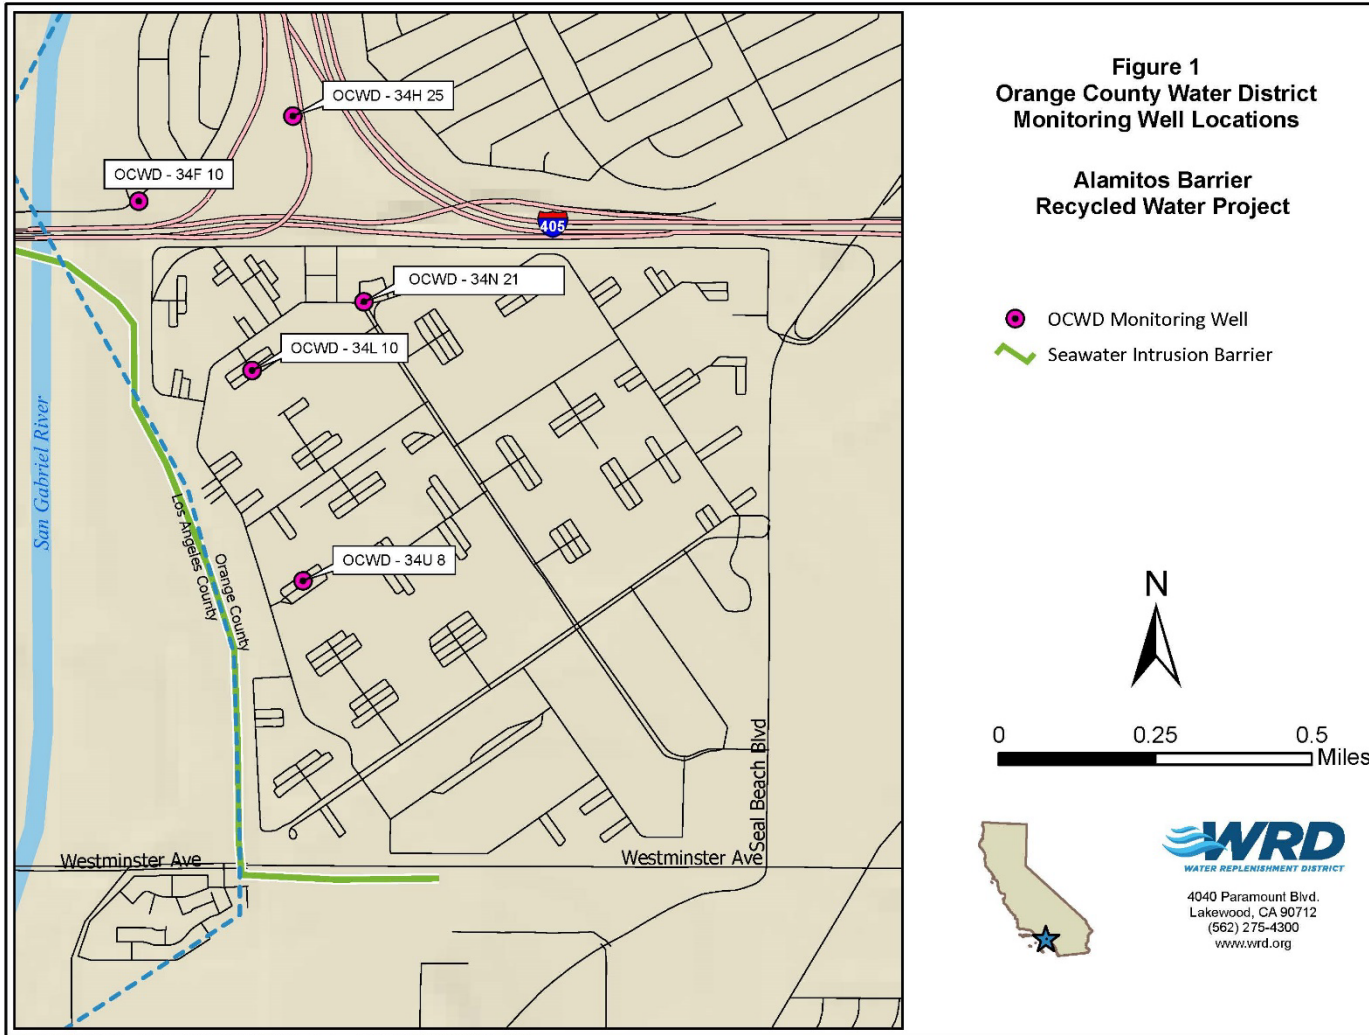 OCWD - 34H 25
OCWD - 34F 10
405
OCWD - 34N 21
OCWD - 34L 10
San Gabriel River
Los Angeles County
Orange County
OCWD - 34U 8
Seal Beach Blvd
Westminster Ave
Westminster Ave
Figure 1
Orange County Water District
Monitoring Well Locations
Alamitos Barrier
Recycled Water Project
OCWD Monitoring Well
Seawater Intrusion Barrier
N
0 0.25 0.5
Miles
WRD
WATER REPLENISHMENT DISTRICT
4040 Paramount Blvd.
Lakewood, CA 90712
(562) 275-4300
www.wrd.org